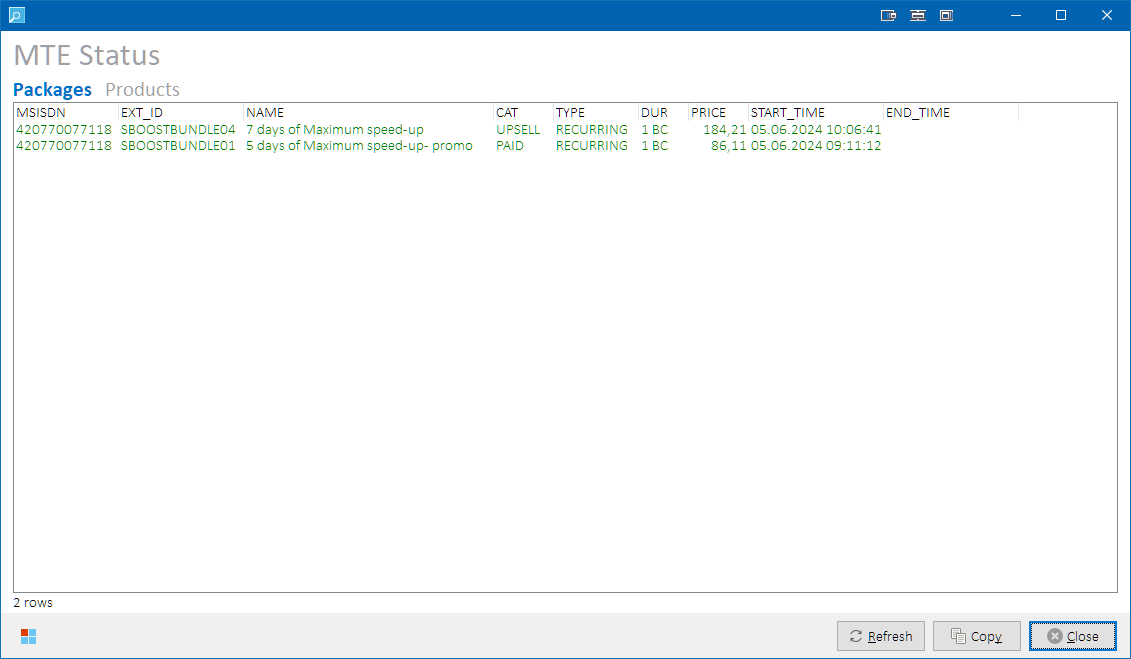 MTE Status
Packages Products
MSISDN EXT_ID NAME CAT TYPE DUR PRICE START_TIME END_TIME
420770077118 SBOOSTBUNDLE04 7 days of Maximum speed-up UPSELL RECURRING 1 BC 184,21 05.06.2024 10:06:41
420770077118 SBOOSTBUNDLE01 5 days of Maximum speed-up- promo PAID RECURRING 1 BC 86,11 05.06.2024 09:11:12
2 rows
Refresh Copy Close